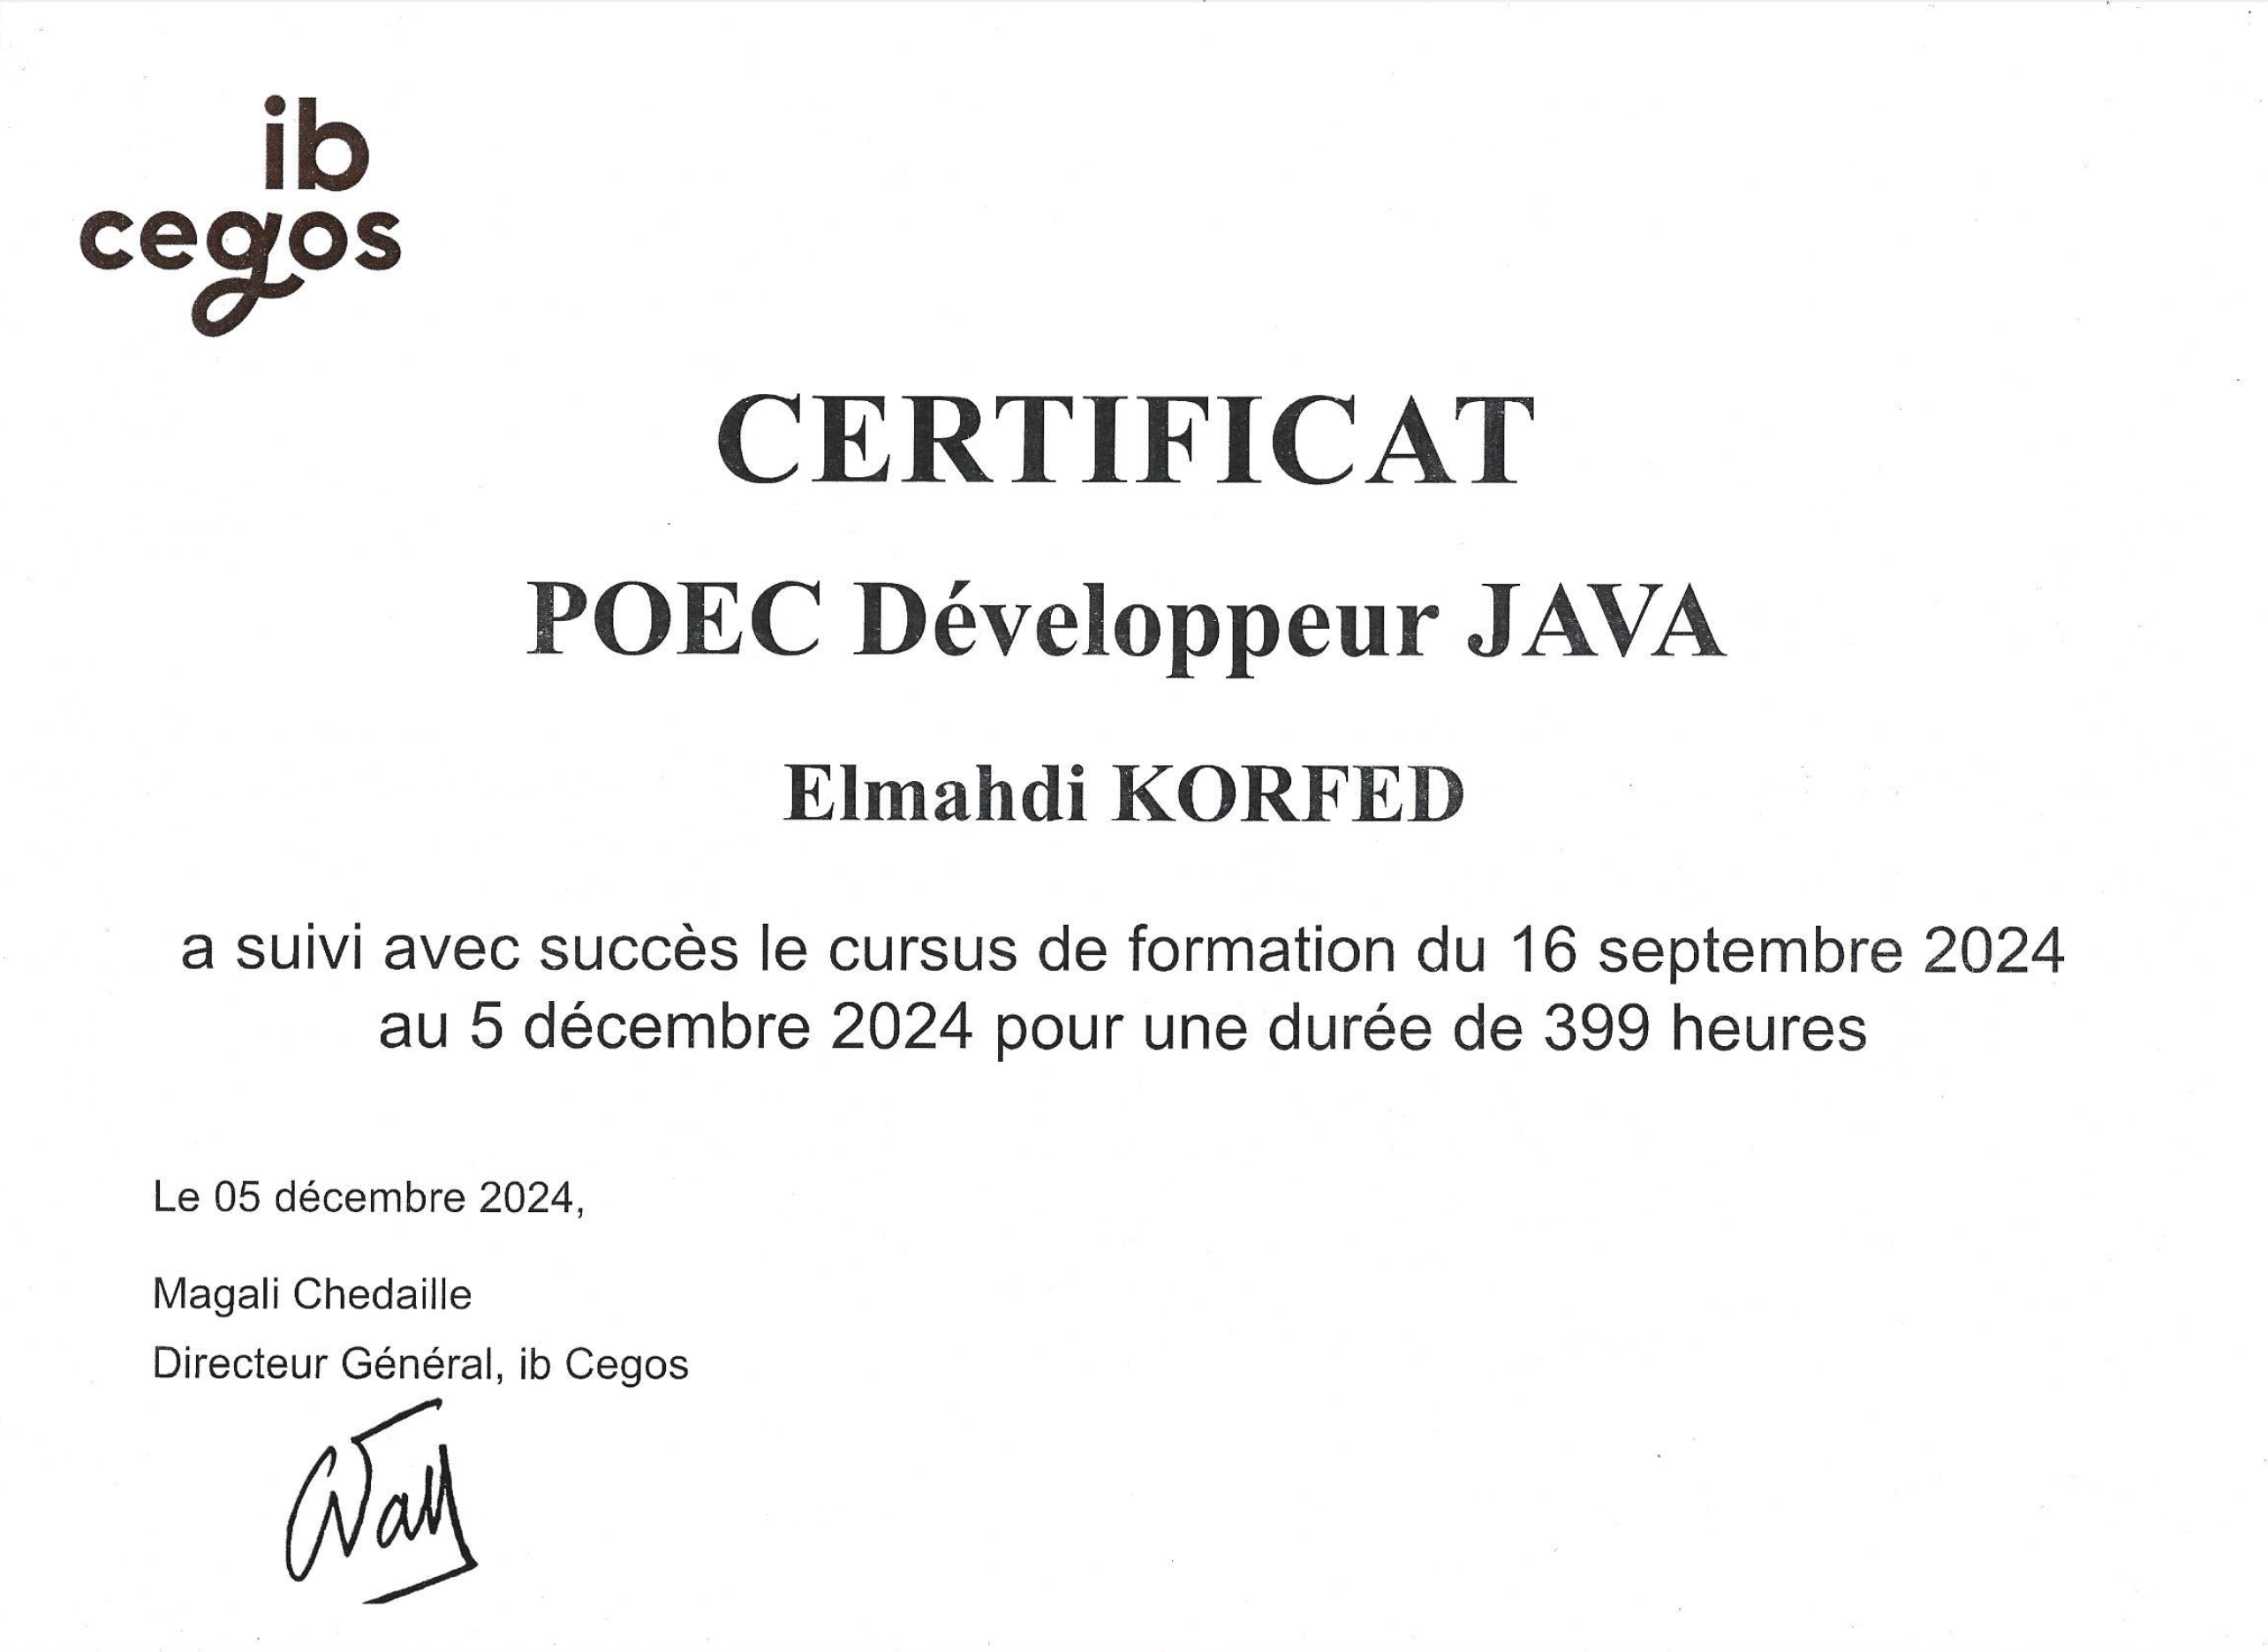 ib
cegos
CERTIFICAT
POEC Développeur JAVA
Elmahdi KORFED
a suivi avec succès le cursus de formation du 16 septembre 2024
au 5 décembre 2024 pour une durée de 399 heures
Le 05 décembre 2024,
Magali Chedaille
Directeur Général, ib Cegos